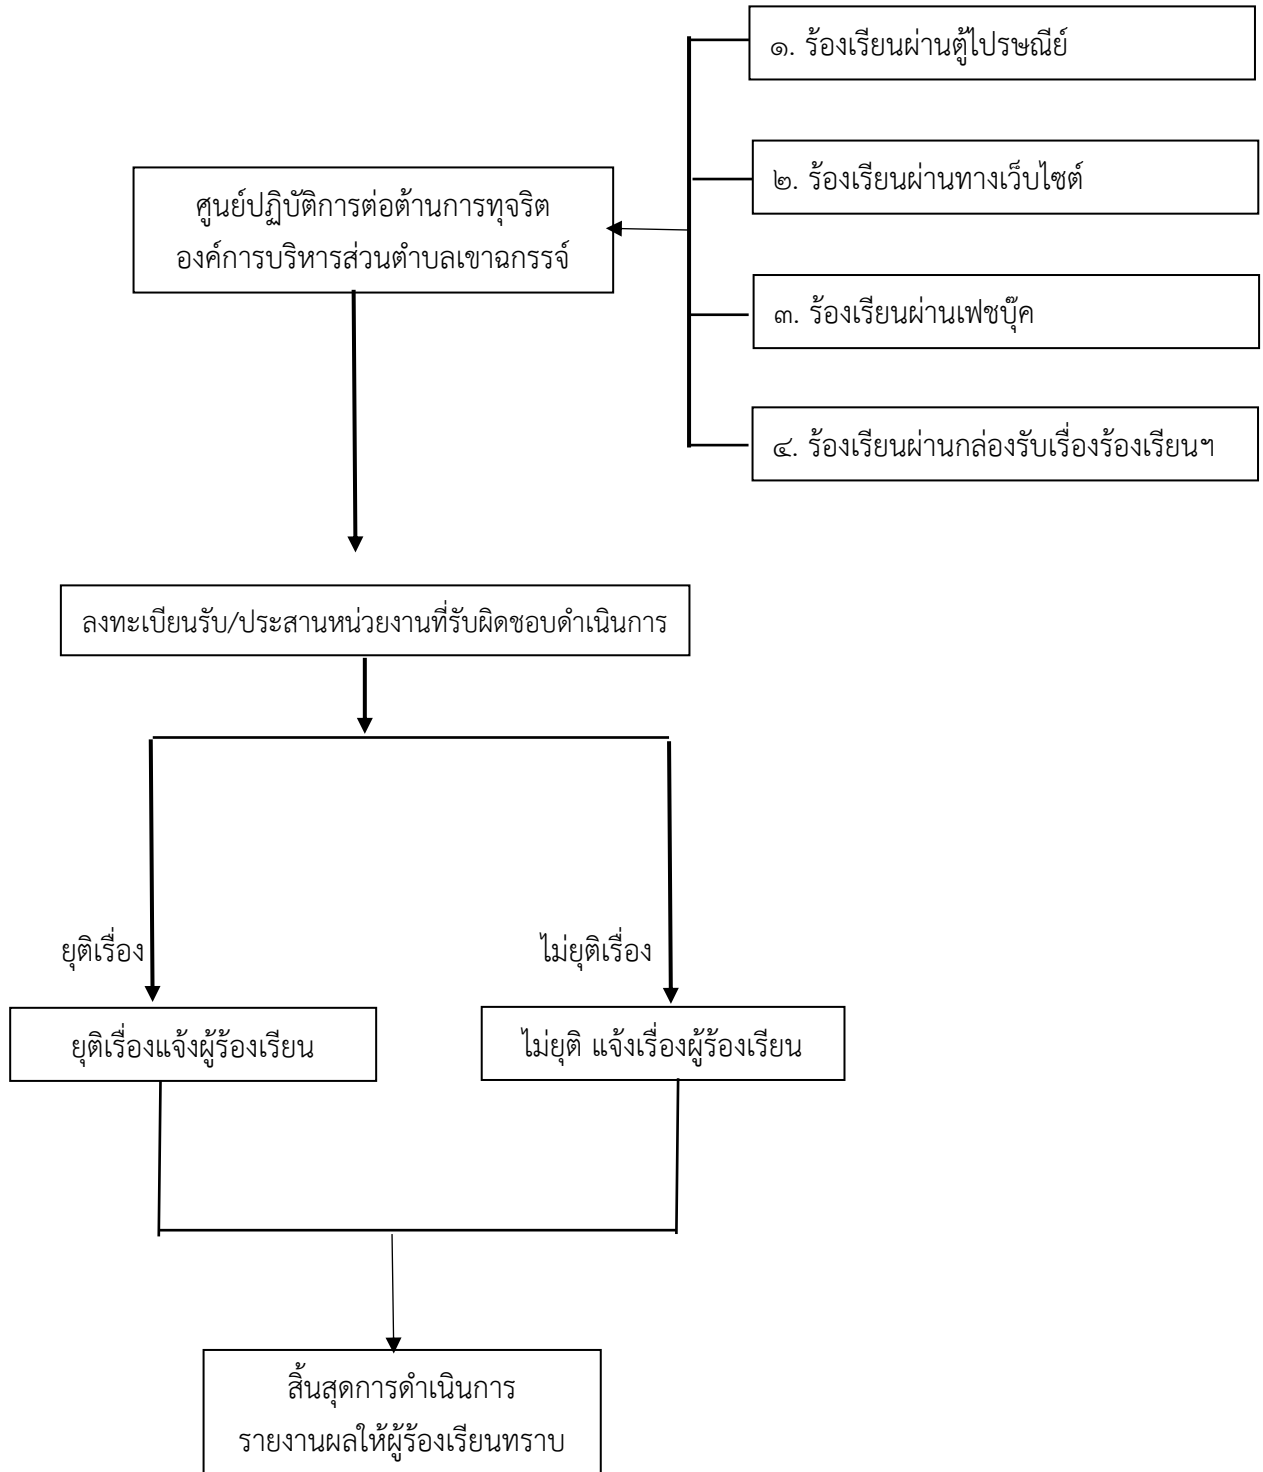 ๑. ร้องเรียนผ่านตู้ไปรษณีย์
๒. ร้องเรียนผ่านทางเว็บไซต์
ศูนย์ปฏิบัติการต่อต้านการทุจริต
องค์การบริหารส่วนตำบลเขาฉกรรจ์
๓. ร้องเรียนผ่านเฟชบุ๊ค
๔. ร้องเรียนผ่านกล่องรับเรื่องร้องเรียนฯ
ลงทะเบียนรับ/ประสานหน่วยงานที่รับผิดชอบดำเนินการ
ยุติเรื่อง
ไม่ยุติเรื่อง
ยุติเรื่องแจ้งผู้ร้องเรียน
ไม่ยุติ แจ้งเรื่องผู้ร้องเรียน
สิ้นสุดการดำเนินการ
รายงานผลให้ผู้ร้องเรียนทราบ